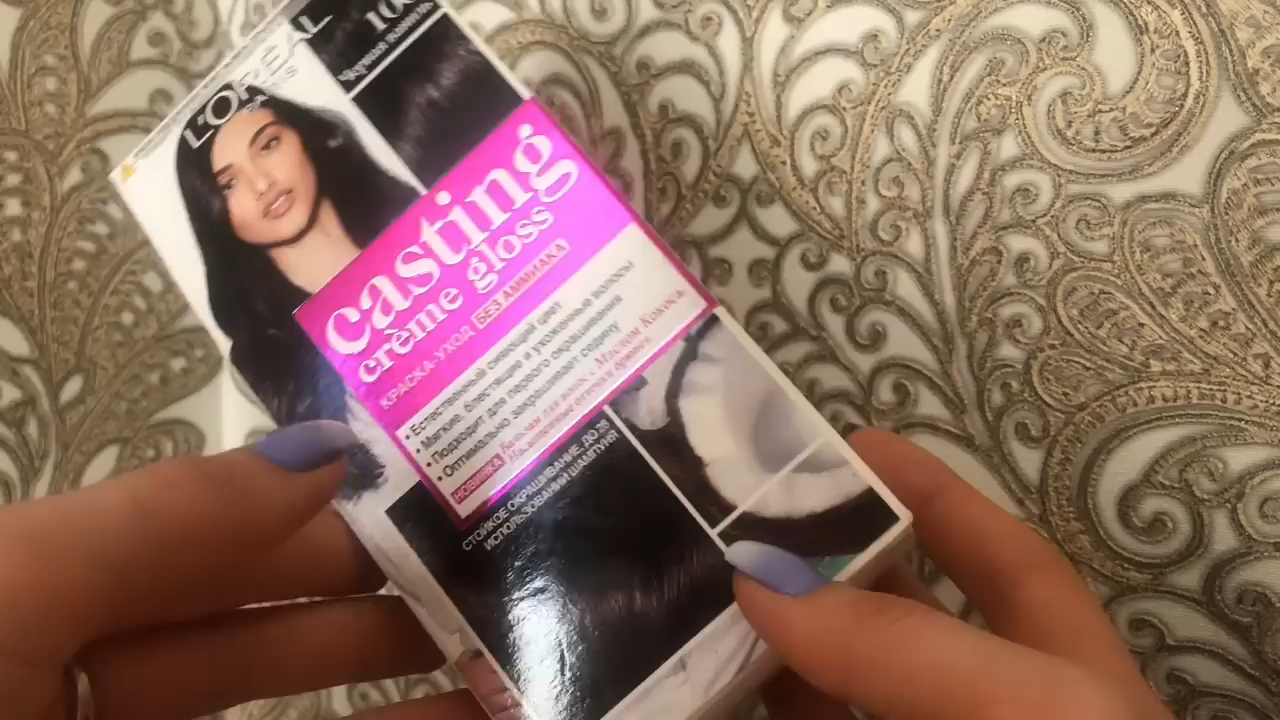 L'ORÉAL
PARIS
100
Черная ваниль
casting
crème gloss
КРАСКА-УХОД БЕЗ АММИАКА
• Естественный сияющий цвет
• Мягкие, блестящие и ухоженные волосы
• Подходит для первого окрашивания
• Оптимально закрашивает седину
НОВИНКА Бальзам для волос с Маслом Кокоса
СТОЙКОЕ ОКРАШИВАНИЕ, ДО 28
ИСПОЛЬЗОВАНИЙ ШАМПУНЯ